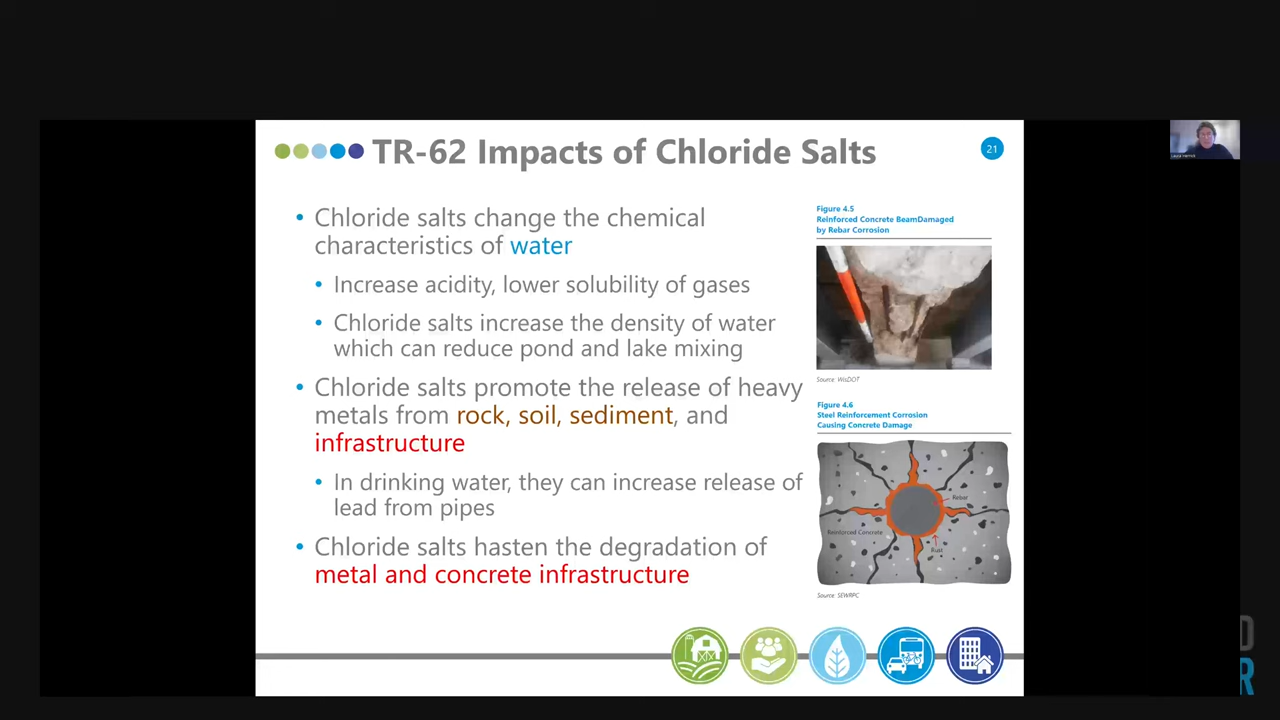 TR-62 Impacts of Chloride Salts
21
• Chloride salts change the chemical
characteristics of water
• Increase acidity, lower solubility of gases
• Chloride salts increase the density of water
which can reduce pond and lake mixing
• Chloride salts promote the release of heavy
metals from rock, soil, sediment, and
infrastructure
• In drinking water, they can increase release of
lead from pipes
• Chloride salts hasten the degradation of
metal and concrete infrastructure
Figure 4.5
Reinforced Concrete BeamDamaged
by Rebar Corrosion
Source: WisDOT
Figure 4.6
Steel Reinforcement Corrosion
Causing Concrete Damage
Rebar
Reinforced Concrete
Rust
Source: SEWRPC
D
R